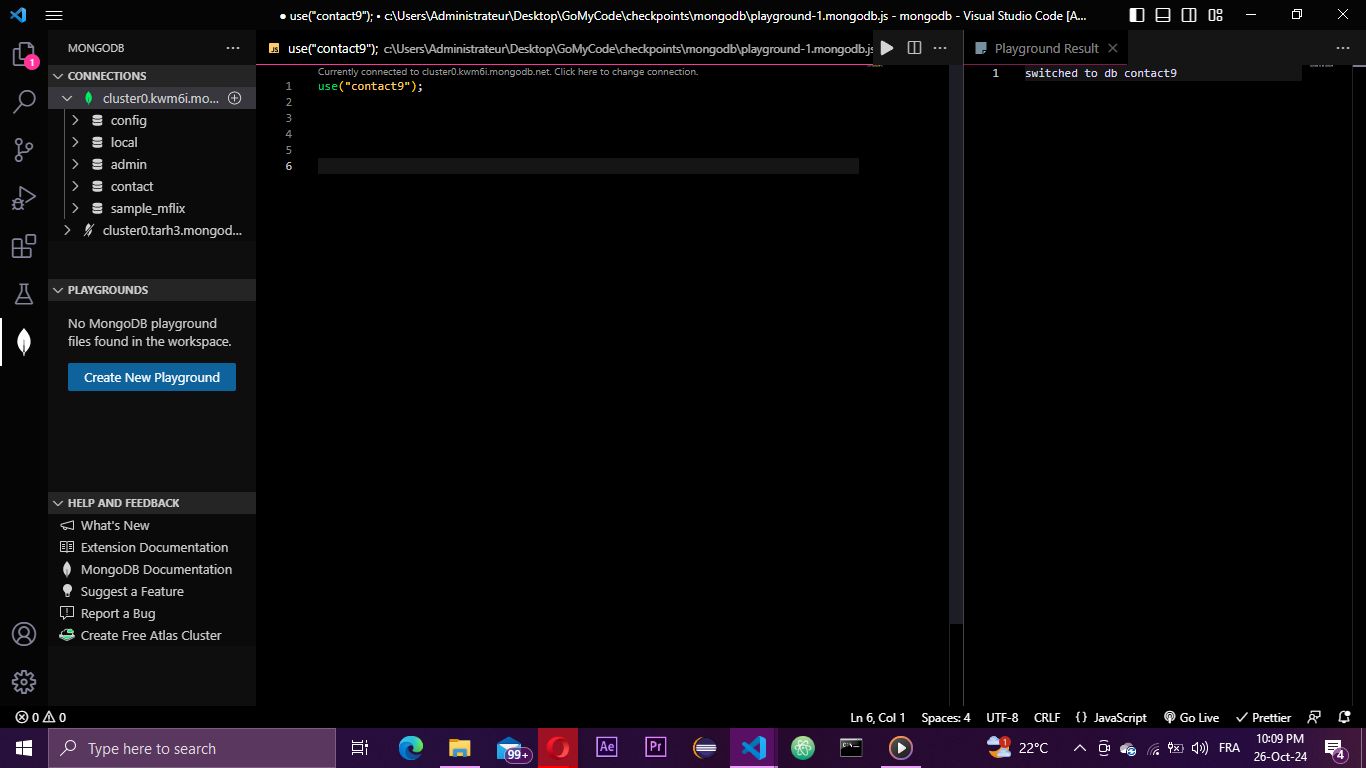 ● use("contact9"); • c:\Users\Administrateur\Desktop\GoMyCode\checkpoints\mongodb\playground-1.mongodb.js - mongodb - Visual Studio Code [A...
1
MONGODB
CONNECTIONS
cluster0.kwm6i.mo...
config
local
admin
contact
sample_mflix
cluster0.tarh3.mongod...
PLAYGROUNDS
No MongoDB playground
files found in the workspace.
Create New Playground
HELP AND FEEDBACK
What's New
Extension Documentation
MongoDB Documentation
Suggest a Feature
Report a Bug
Create Free Atlas Cluster
JS use("contact9"); c:\Users\Administrateur\Desktop\GoMyCode\checkpoints\mongodb\playground-1.mongodb.js
Currently connected to cluster0.kwm6i.mongodb.net. Click here to change connection.
1 use("contact9");
2
3
4
5
6
Playground Result
1 switched to db contact9
0 0
Ln 6, Col 1 Spaces: 4 UTF-8 CRLF {} JavaScript Go Live Prettier
Type here to search
99+
Ae
Pr
1
22°C
FRA
10:09 PM
26-Oct-24
4